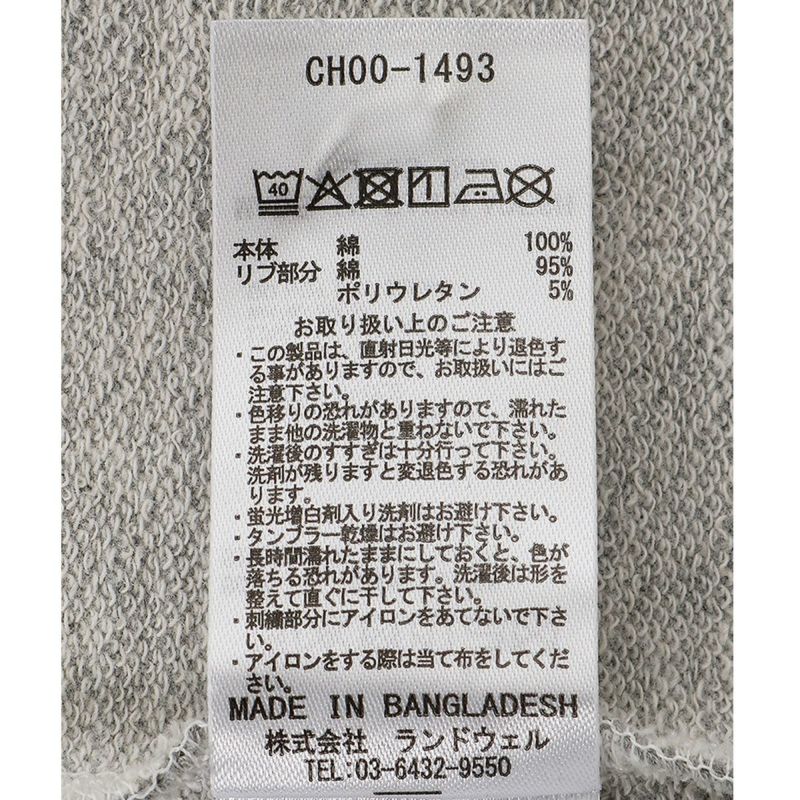 CH00-1493
40
本体 綿 100%
リブ部分 綿 95%
ポリウレタン 5%
お取り扱い上のご注意
・この製品は、直射日光等により退色す
る事がありますので、お取扱いにはご
注意下さい。
・色移りの恐れがありますので、濡れた
まま他の洗濯物と重ねないで下さい。
・洗濯後のすすぎは十分行って下さい。
洗剤が残りますと変退色する恐れがあ
ります。
・蛍光増白剤入り洗剤はお避け下さい。
・タンブラー乾燥はお避け下さい。
・長時間濡れたままにしておくと、色が
落ちる恐れがあります。洗濯後は形を
整えて直ぐに干して下さい。
・刺繍部分にアイロンをあてないで下さ
い。
・アイロンをする際は当て布をしてくだ
さい。
MADE IN BANGLADESH
株式会社 ランドウェル
TEL:03-6432-9550